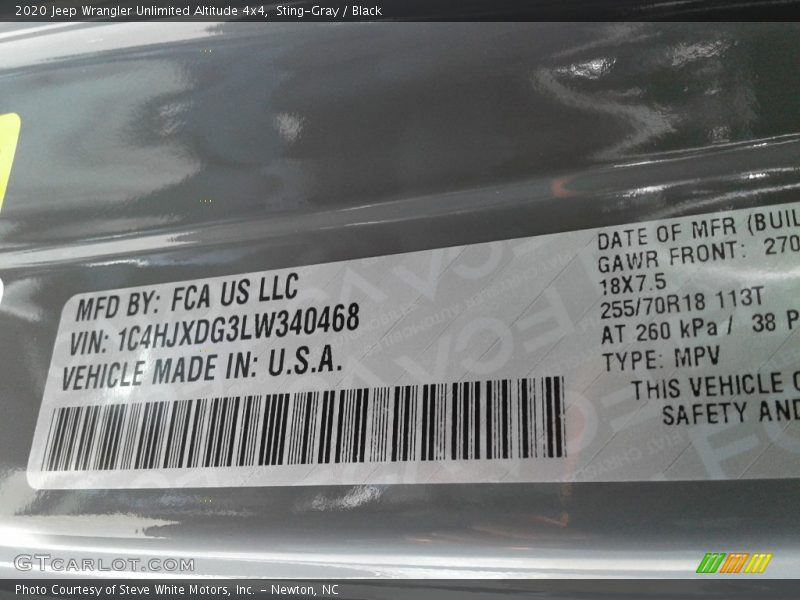 2020 Jeep Wrangler Unlimited Altitude 4x4, Sting-Gray / Black
MFD BY: FCA US LLC
VIN: 1C4HJXDG3LW340468
VEHICLE MADE IN: U.S.A.
DATE OF MFR (BUIL
GAWR FRONT: 270
18X7.5
255/70R18 113T
AT 260 kPa / 38 P
TYPE: MPV
THIS VEHICLE
SAFETY AND
GTCARLOT.COM
Photo Courtesy of Steve White Motors, Inc. - Newton, NC